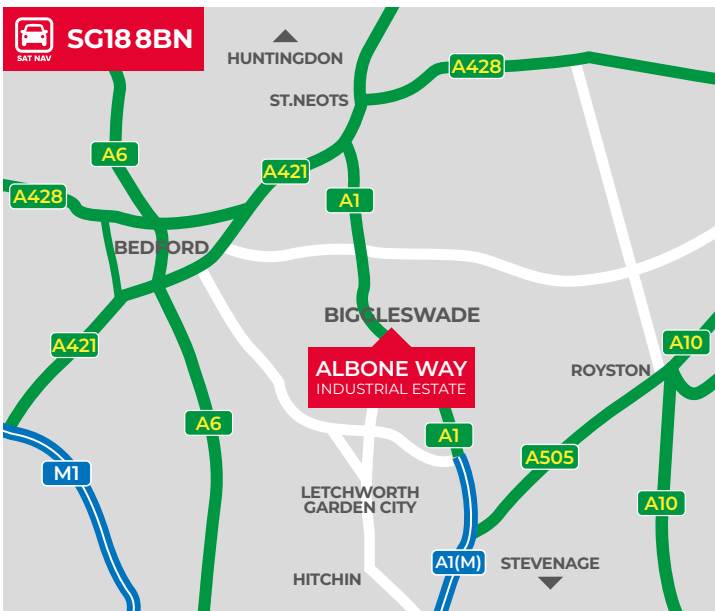 SAT NAV
SG18 8BN
HUNTINGDON
A428
ST.NEOTS
A6
A421
A428
A1
BEDFORD
BIGGLESWADE
A421
ALBONE WAY
INDUSTRIAL ESTATE
A10
ROYSTON
A6
A1
A505
M1
LETCHWORTH
GARDEN CITY
A10
A1(M)
STEVENAGE
HITCHIN